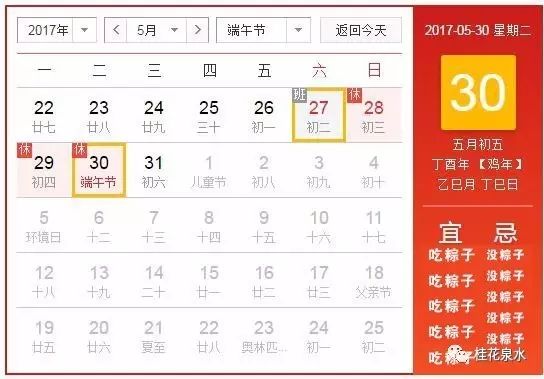 2017年 5月 端午节 返回今天
一 二 三 四 五 六 日
22 23 24 25 26 班 27 休 28
廿七 廿八 廿九 三十 初一 初二 初三
休 29 休 30 31 1 2 3 4
初四 端午节 初六 儿童节 初八 初九 初十
5 6 7 8 9 10 11
环境日 十二 十三 十四 十五 十六 十七
12 13 14 15 16 17 18
十八 十九 二十 廿一 廿二 廿三 父亲节
19 20 21 22 23 24 25
廿五 廿六 夏至 廿八 奥林匹... 初一 初二
2017-05-30 星期二
30
五月初五
丁酉年【鸡年】
乙巳月 丁巳日
宜 忌
吃粽子 没粽子
吃粽子 没粽子
吃粽子 没粽子
吃粽子 没粽子
吃粽子
桂花泉水